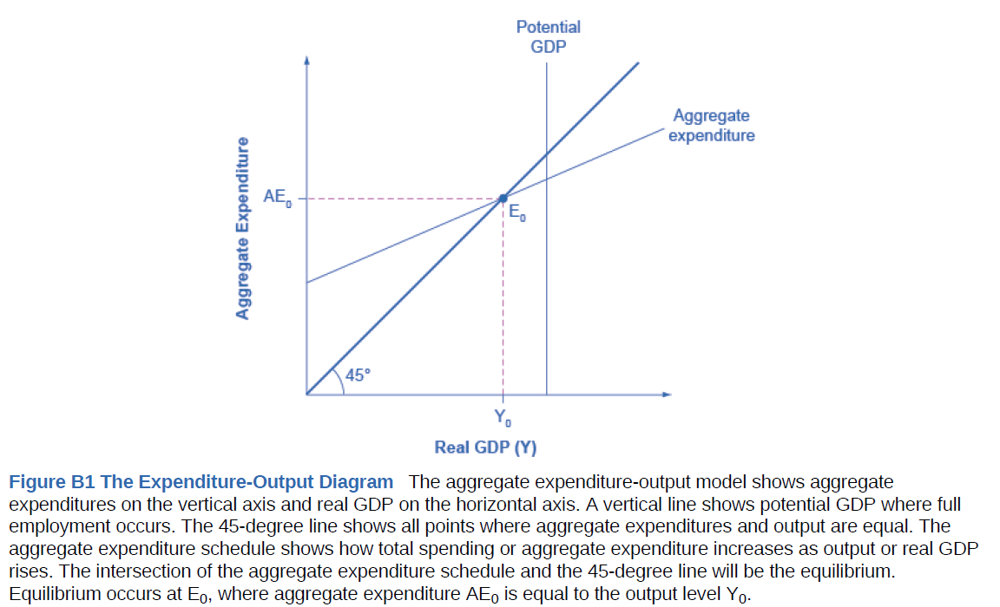 Potential
GDP
Aggregate
expenditure
Aggregate Expenditure
AE₀
E₀
45°
Y₀
Real GDP (Y)
Figure B1 The Expenditure-Output Diagram The aggregate expenditure-output model shows aggregate
expenditures on the vertical axis and real GDP on the horizontal axis. A vertical line shows potential GDP where full
employment occurs. The 45-degree line shows all points where aggregate expenditures and output are equal. The
aggregate expenditure schedule shows how total spending or aggregate expenditure increases as output or real GDP
rises. The intersection of the aggregate expenditure schedule and the 45-degree line will be the equilibrium.
Equilibrium occurs at E₀, where aggregate expenditure AE₀ is equal to the output level Y₀.